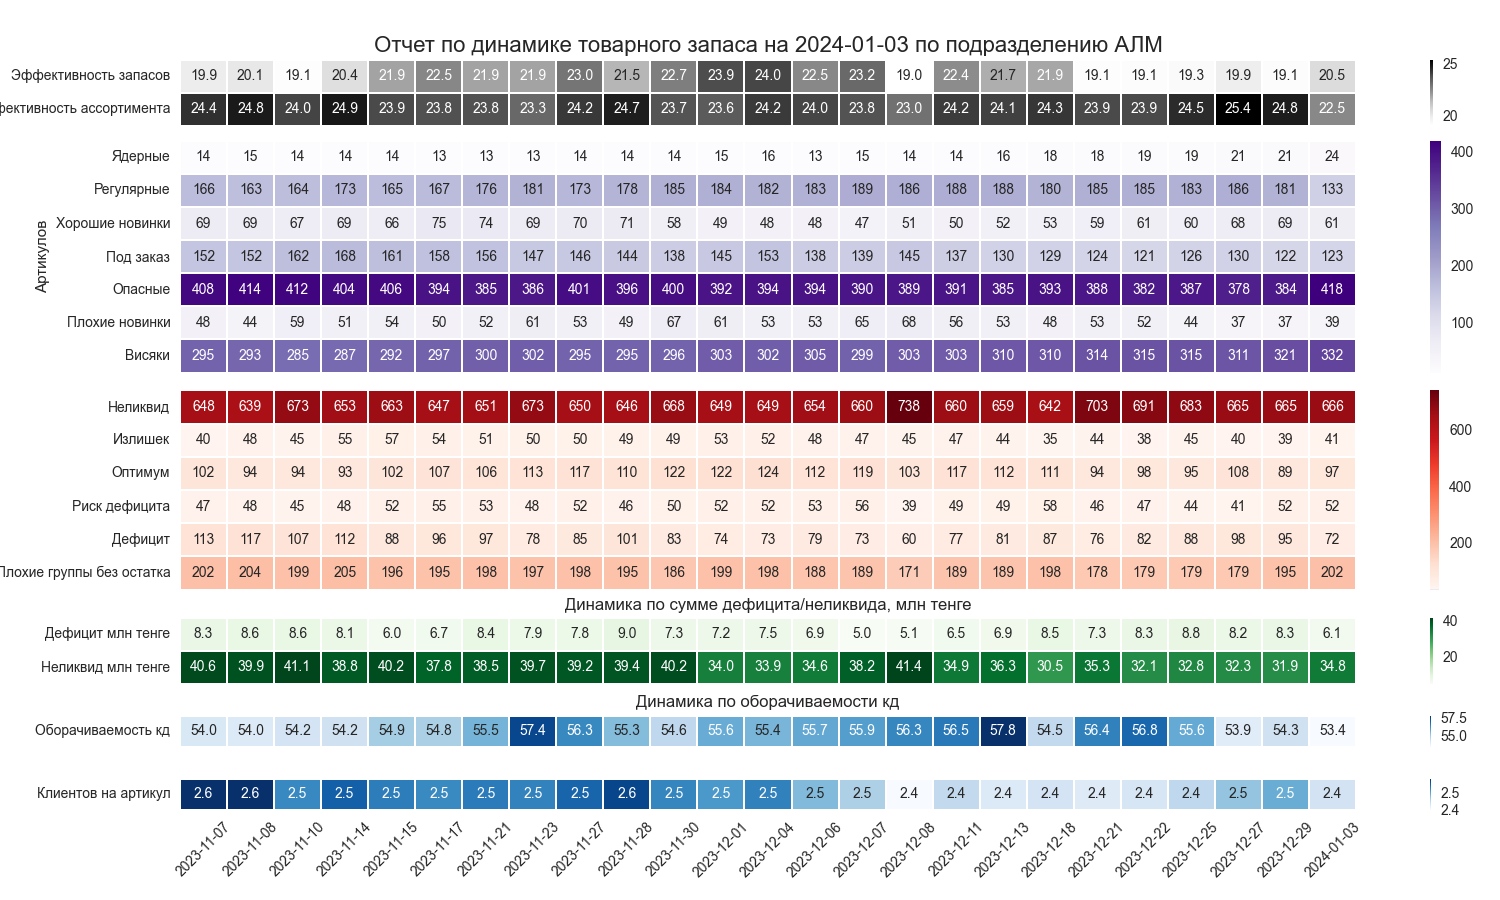 Отчет по динамике товарного запаса на 2024-01-03 по подразделению АЛМ
Эффективность запасов 19.9 20.1 19.1 20.4 21.9 22.5 21.9 21.9 23.0 21.5 22.7 23.9 24.0 22.5 23.2 19.0 22.4 21.7 21.9 19.1 19.1 19.3 19.9 19.1 20.5
фективность ассортимента 24.4 24.8 24.0 24.9 23.9 23.8 23.8 23.3 24.2 24.7 23.7 23.6 24.2 24.0 23.8 23.0 24.2 24.1 24.3 23.9 23.9 24.5 25.4 24.8 22.5
25
20
Артикулов
Ядерные 14 15 14 14 14 13 13 13 14 14 14 15 16 13 15 14 14 16 18 18 19 19 21 21 24
Регулярные 166 163 164 173 165 167 176 181 173 178 185 184 182 183 189 186 188 188 180 185 185 183 186 181 133
Хорошие новинки 69 69 67 69 66 75 74 69 70 71 58 49 48 48 47 51 50 52 53 59 61 60 68 69 61
Под заказ 152 152 162 168 161 158 156 147 146 144 138 145 153 138 139 145 137 130 129 124 121 126 130 122 123
Опасные 408 414 412 404 406 394 385 386 401 396 400 392 394 394 390 389 391 385 393 388 382 387 378 384 418
Плохие новинки 48 44 59 51 54 50 52 61 53 49 67 61 53 53 65 68 56 53 48 53 52 44 37 37 39
Висяки 295 293 285 287 292 297 300 302 295 295 296 303 302 305 299 303 303 310 310 314 315 315 311 321 332
400
300
200
100
Неликвид 648 639 673 653 663 647 651 673 650 646 668 649 649 654 660 738 660 659 642 703 691 683 665 665 666
Излишек 40 48 45 55 57 54 51 50 50 49 49 53 52 48 47 45 47 44 35 44 38 45 40 39 41
Оптимум 102 94 94 93 102 107 106 113 117 110 122 122 124 112 119 103 117 112 111 94 98 95 108 89 97
Риск дефицита 47 48 45 48 52 55 53 48 52 46 50 52 52 53 56 39 49 49 58 46 47 44 41 52 52
Дефицит 113 117 107 112 88 96 97 78 85 101 83 74 73 79 73 60 77 81 87 76 82 88 98 95 72
Плохие группы без остатка 202 204 199 205 196 195 198 197 198 195 186 199 198 188 189 171 189 189 198 178 179 179 179 195 202
600
400
200
Динамика по сумме дефицита/неликвида, млн тенге
Дефицит млн тенге 8.3 8.6 8.6 8.1 6.0 6.7 8.4 7.9 7.8 9.0 7.3 7.2 7.5 6.9 5.0 5.1 6.5 6.9 8.5 7.3 8.3 8.8 8.2 8.3 6.1
Неликвид млн тенге 40.6 39.9 41.1 38.8 40.2 37.8 38.5 39.7 39.2 39.4 40.2 34.0 33.9 34.6 38.2 41.4 34.9 36.3 30.5 35.3 32.1 32.8 32.3 31.9 34.8
40
20
Динамика по оборачиваемости кд
Оборачиваемость кд 54.0 54.0 54.2 54.2 54.9 54.8 55.5 57.4 56.3 55.3 54.6 55.6 55.4 55.7 55.9 56.3 56.5 57.8 54.5 56.4 56.8 55.6 53.9 54.3 53.4
57.5
55.0
Клиентов на артикул 2.6 2.6 2.5 2.5 2.5 2.5 2.5 2.5 2.5 2.6 2.5 2.5 2.5 2.5 2.5 2.4 2.4 2.4 2.4 2.4 2.4 2.4 2.5 2.5 2.4
2.5
2.4
2023-11-07 2023-11-08 2023-11-10 2023-11-14 2023-11-15 2023-11-17 2023-11-21 2023-11-23 2023-11-27 2023-11-28 2023-11-30 2023-12-01 2023-12-04 2023-12-06 2023-12-07 2023-12-08 2023-12-11 2023-12-13 2023-12-18 2023-12-21 2023-12-22 2023-12-25 2023-12-27 2023-12-29 2024-01-03